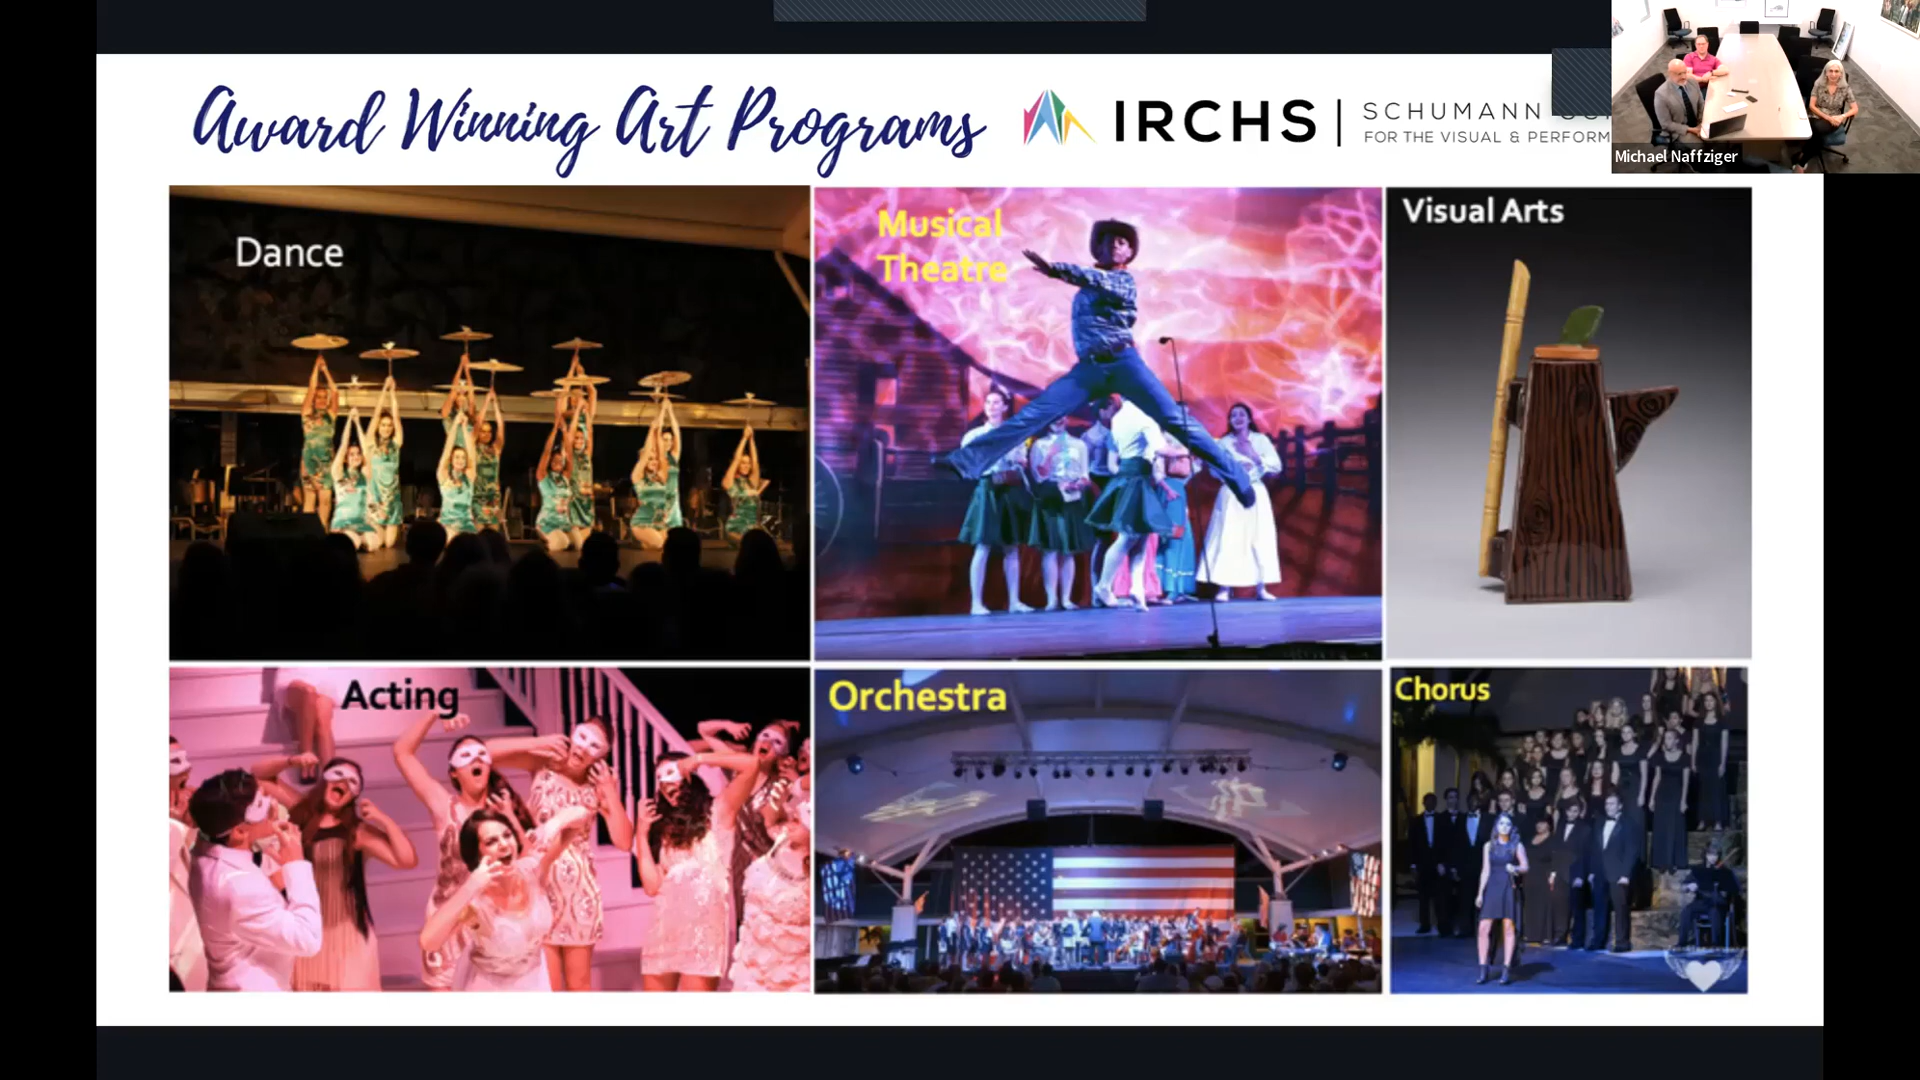 Award Winning Art Programs
IRCHS | SCHUMANN
FOR THE VISUAL & PERFORM
Michael Naffziger
Dance
Musical
Theatre
Visual Arts
Acting
Orchestra
Chorus